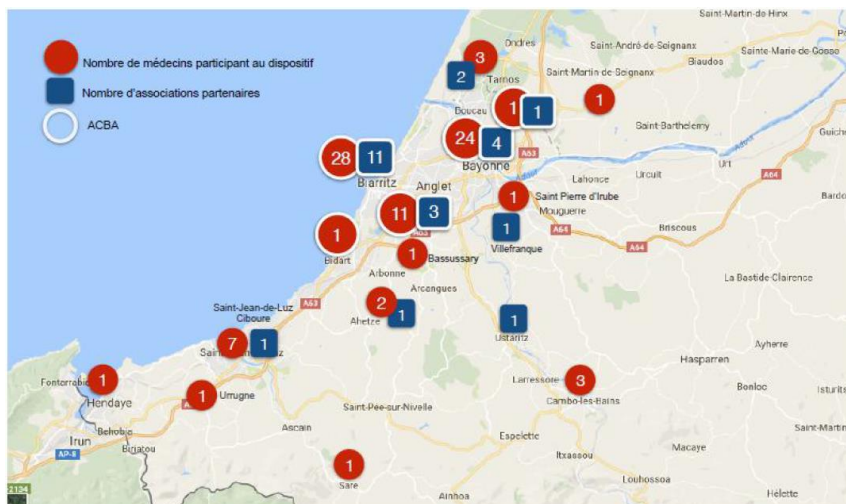 Saint-Martin de Hinx
Ondres
Saint-André-de-Seignanx
Sainte-Marie-de-Gosse
Nombre de médecins participant au dispositif
3
Biaudos
2
Tarnos
Saint-Martin de Seignanx
Nombre d'associations partenaires
1
1
1
ACBA
Boucau
Saint-Barthelemy
24
4
A63
28
11
Bayonne
Biarritz
Anglet
Lahonce
Urcuit
Urt
A64
1
Saint Pierre d'Irube
11
3
Mouguerre
1
Briscous
A63
1
Villefranque
A64
Bidart
1
Bassussary
Arbonne
Arcangues
La Bastide-Clairence
Saint-Jean-de-Luz
Ciboure
A63
2
1
Ahetze
1
Ustaritz
7
1
Ayherre
Hasparren
Fonterrabie
1
Hendaye
1
Urrugne
Larressore
3
Cambo-les-Bains
Bonloc
Saint-Pée-sur-Nivelle
Irun
Behobia
Ascain
Espelette
Biriatou
Macaye
AP-8
Itxassou
1
Sare
Ainhoa
Louhossoa
Hélette